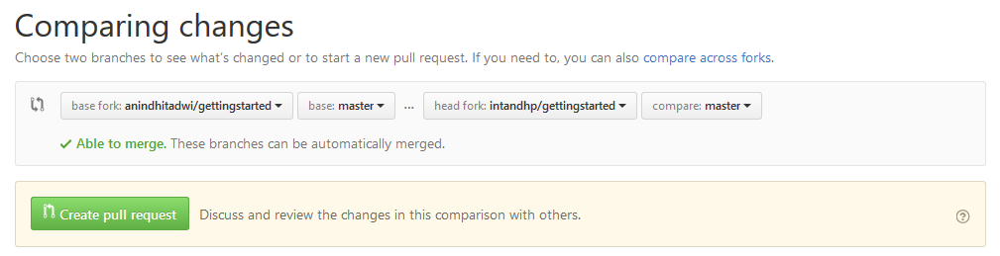 Comparing changes
Choose two branches to see what's changed or to start a new pull request. If you need to, you can also compare across forks.
base fork: anindhitadwi/gettingstarted base: master ... head fork: intandhp/gettingstarted compare: master
Able to merge. These branches can be automatically merged.
Create pull request Discuss and review the changes in this comparison with others. ?